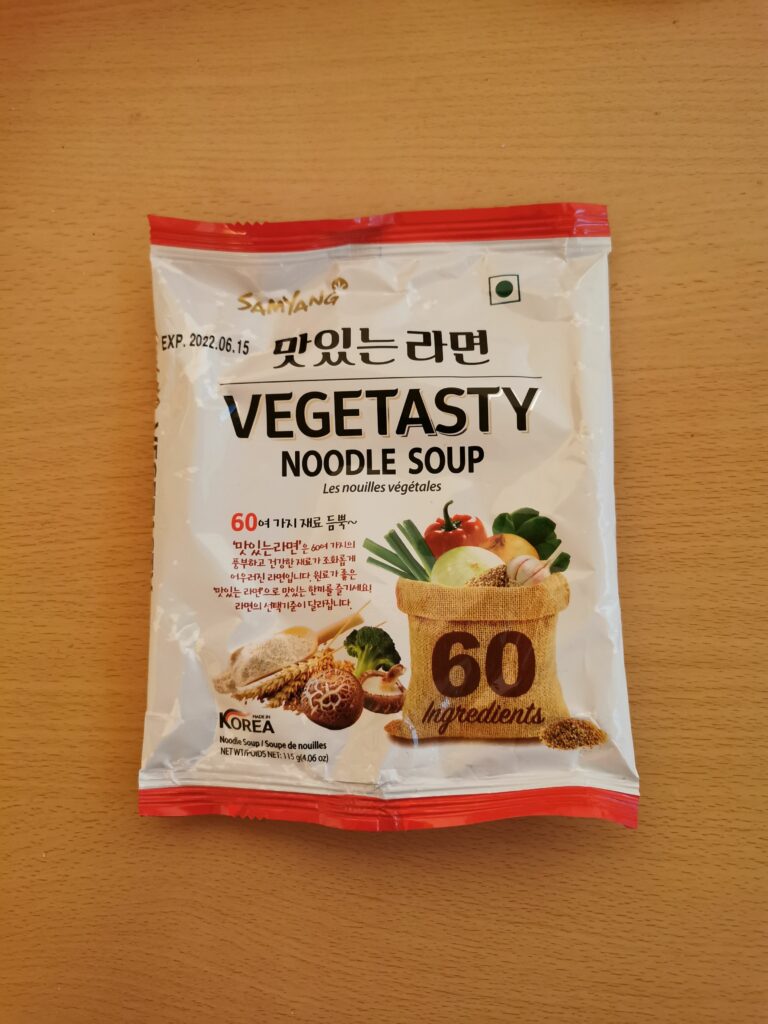 SAMYANG
EXP. 2022.06.15
맛있는 라면
VEGETASTY
NOODLE SOUP
Les nouilles végétales
60여 가지 재료 듬뿍~
'맛있는라면'은 60여 가지의
풍부하고 건강한 재료가 조화롭게
어우러진 라면입니다. 원료가 좋은
'맛있는 라면'으로 맛있는 한끼를 즐기세요!
라면의 선택기준이 달라집니다.
60
Ingredients
MADE IN
KOREA
Noodle Soup / Soupe de nouilles
NET WT/POIDS NET: 115 g(4.06 oz)